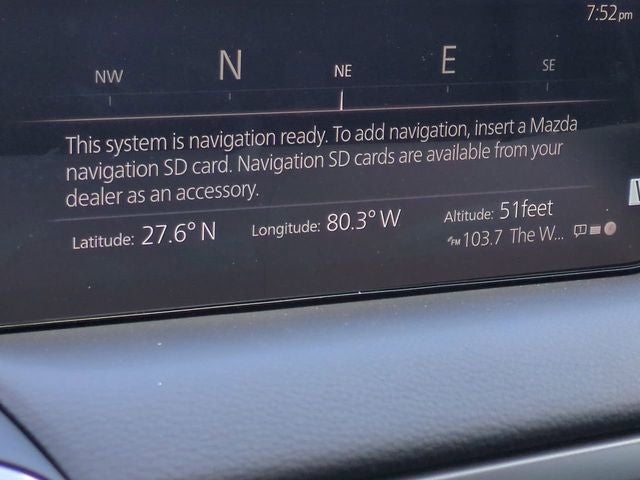 7:52pm
NW N NE E SE
This system is navigation ready. To add navigation, insert a Mazda
navigation SD card. Navigation SD cards are available from your
dealer as an accessory.
Latitude: 27.6° N Longitude: 80.3° W Altitude: 51feet
FM 103.7 The W...